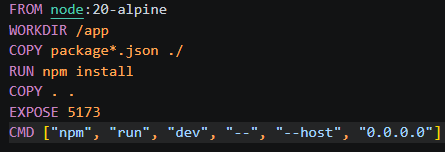 FROM node:20-alpine
WORKDIR /app
COPY package*.json ./
RUN npm install
COPY . .
EXPOSE 5173
CMD ["npm", "run", "dev", "--", "--host", "0.0.0.0"]